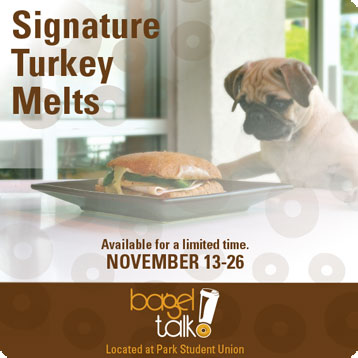 Signature
Turkey
Melts
Available for a limited time.
NOVEMBER 13-26
bagel
talk!
Located at Park Student Union